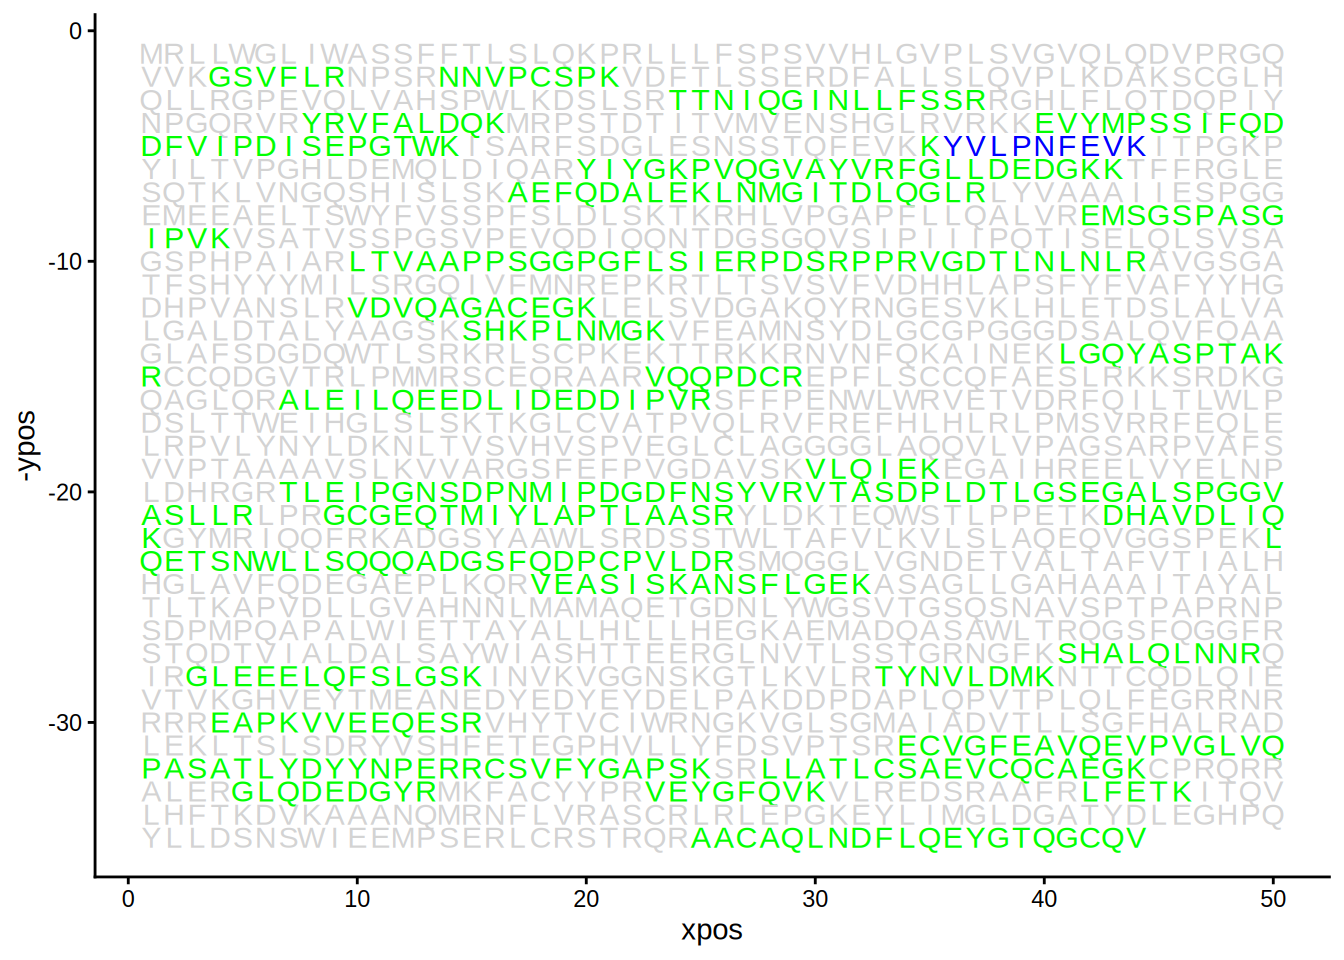 0
MRLLWGLIWASSFFTLSLQKPRLLLFSPSVVHLGVPLSVGVQLQDVPRGQ
VVKGSVFLRNPSRNNVPCSPKVDFTLSSERDFALLSLQVPLKDAKSCGLH
QLLRGPEVQLVAHSPWLKDSLSRTTNIQGINLLFSSRRGHLFLQTDQPIY
NPGQRVRYRVFALDQKMRPSTDTITVMVENSHGLRVRKKEVYMPSSIFQD
DFVIPDISEPGTWKISARFSDGLESNSSTQFEVKKYVLPNFEVKITPGKP
YILTVPGHLDEMQLDIQARYIYGKPVQGVAYVRFGLLDEDGKKTFFRGLE
SQTKLVNGQSHISLSKAEFQDALEKLNMGITDLQGLRLYVAAAIIESPGG
EMEEAELTSWYFVSSPFSLDLSKTKRHLVPGAPFLLQALVREMSGSPASG
IPVKVSATVSSPGSVPEVQDIQQNTDGSGQVSIPIIIPQTISELQLSVSA
-10
GSPHPAIARLTVAAPPSGGPGFLSIERPDSRPPRVGDTLNLNLRAVGSGA
TFSHYYYMILSRGQIVFMNREPKRTLTSVSVFVDHHLAPSFYFVAFYYHG
DHPVANSLRVDVQAGACEGKLELSVDGAKQYRNGESVKLHLETDSLALVA
LGALDTALYAAGSKSHKPLNMGKVFEAMNSYDLGCGPGGGDSALQVFQAA
GLAFSDGDQWTLSRKRLSCPKEKTTRKKRNVNFQKAINEKLGQYASPTAK
RCCQDGVTRLPMMRSCEQRAARVQQPDCREPFLSCCQFAESLRKKSRDKG
QAGLQRALEILQEEDLIDEDDIPVRSFFPENWLWRVETVDRFQILTLWLP
DSLTTWEIHGLSLSKTKGLCVATPVQLRVFREFHLHLRLPMSVRRFEQLE
LRPVLYNYLDKNLTVSVHVSPVEGLCLAGGGGLAQQVLVPAGSARPVAFS
VVPTAAAAVSLKVVARGSFEFPVGDAVSKVLQIEKEGAIHREELVYELNP
-20
LDHRGRTLEIPGNSDPNMIPDGDFNSYVRVTASDPLDTLGSEGALSPGGV
ASLLRLPRGCGEQTMIYLAPTLAASRYLDKTEQWSTLPPETKDHAVDLIQ
KGYMRIQQFRKADGSYAAWLSRDSSTWLTAFVLKVLSLAQEQVGGSPEKL
QETSNWLLSQQQADGSFQDPCPVLDRSMQGGLVGNDETVALTAFVTIALH
HGLAVFQDEGAEPLKQRVEASISKANSFLGEKASAGLLGAHAAAITAYAL
TLTKAPVDLLGVAHNNLMAMAQETGDNLYWGSVTGSQSNAVSPTPAPRNP
SDPMPQAPALWIETTAYALLHLLLHEGKAEMADQASAWLTRQGSFQGGFR
STQDTVIALDALSAYWIASHTTEERGLNVTLSSTGRNGFKSHALQLNNRQ
IRGLEEELQFSLGSKINVKVGGNSKGTLKVLRTYNVLDMKNTTCQDLQIE
VTVKGHVEYTMEANEDYEDYEYDELPAKDDPDAPLQPVTPLQLFEGRRNR
-30
RRREAPKVVEEQESRVHYTVCIWRNGKVGLSGMAIADVTLLSGFHALRAD
LEKLTSLSDRYVSHFETEGPHVLLYFDSVPTSRECVGFEAVQEVPVGLVQ
PASATLYDYYNPERRCSVFYGAPSKSRLLATLCSAEVCQCAEGKCPRQRR
ALERGLQDEDGYRMKFACYYPRVEYGFQVKVLREDSRAAFRLFETKITQV
LHFTKDVKAAANQMRNFLVRASCRLRLEPGKEYLIMGLDGATYDLEGHPQ
YLLDSNSWIEEMPSERLCRSTRQRAACAQLNDFLQEYGTQGCQV
-ypos
0 10 20 30 40 50
xpos